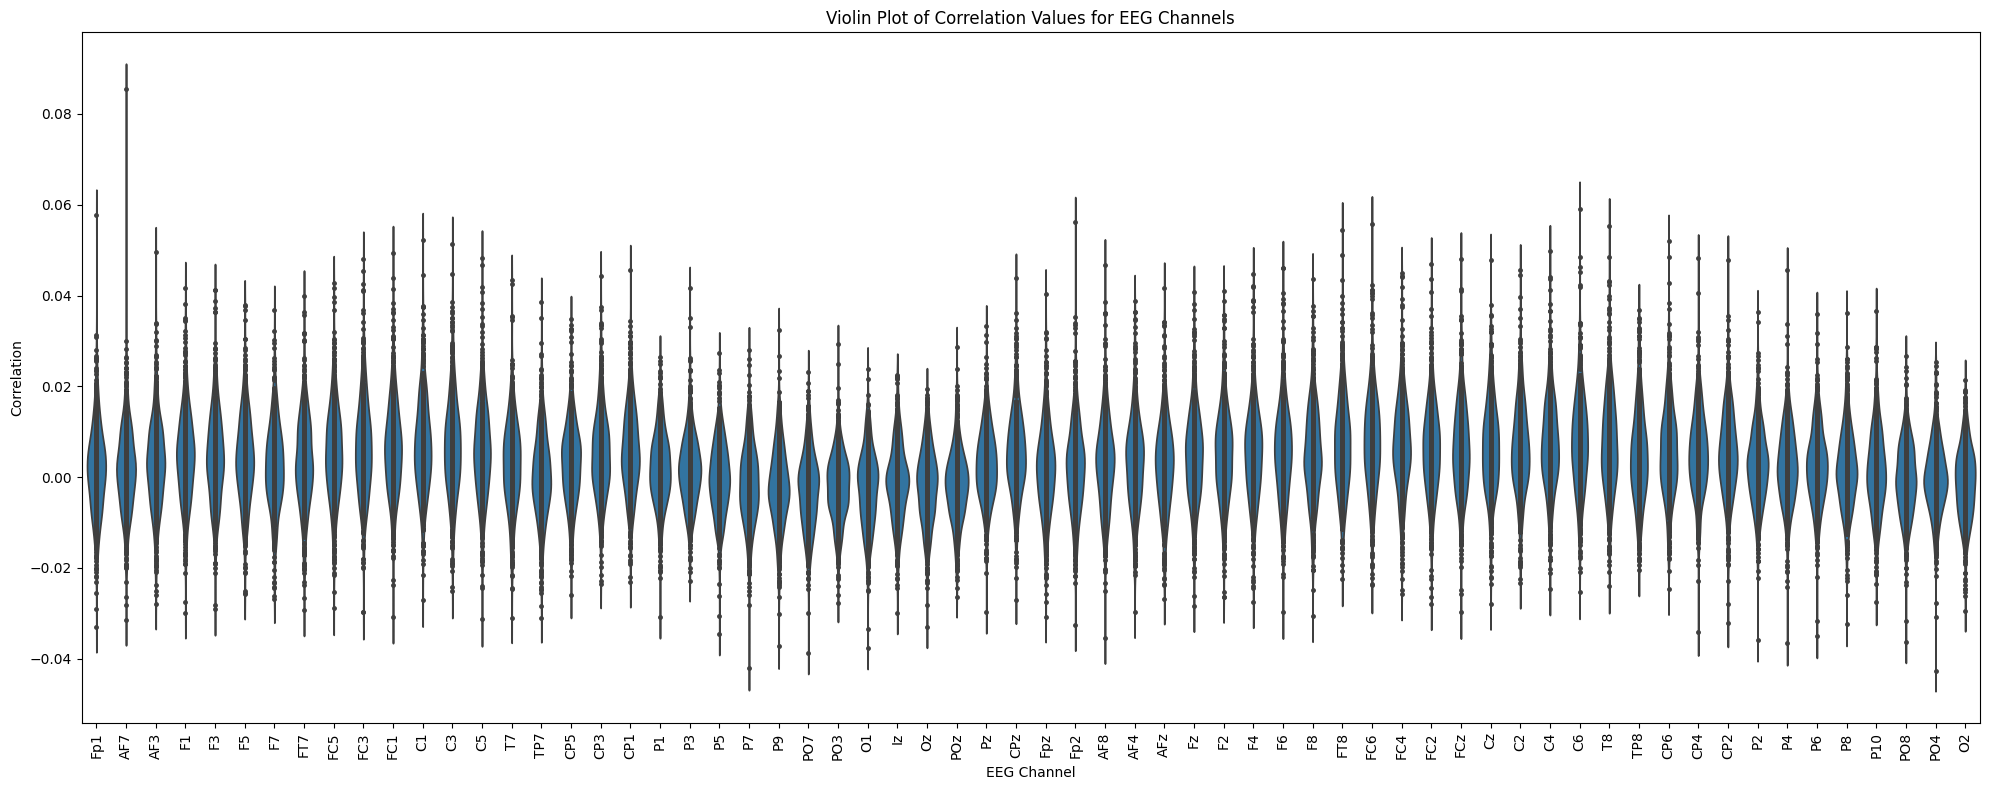 Violin Plot of Correlation Values for EEG Channels
Correlation
0.08
0.06
0.04
0.02
0.00
−0.02
−0.04
Fp1 AF7 AF3 F1 F3 F5 F7 FT7 FC5 FC3 FC1 C1 C3 C5 T7 TP7 CP5 CP3 CP1 P1 P3 P5 P7 P9 PO7 PO3 O1 Iz Oz POz Pz CPz Fpz Fp2 AF8 AF4 AFz Fz F2 F4 F6 F8 FT8 FC6 FC4 FC2 FCz Cz C2 C4 C6 T8 TP8 CP6 CP4 CP2 P2 P4 P6 P8 P10 PO8 PO4 O2
EEG Channel